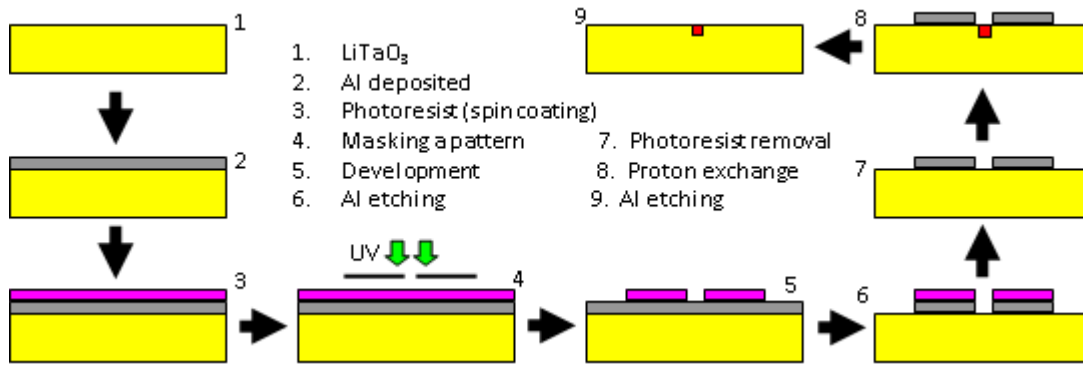 1
9
8
1. LiTaO₃
2. Al deposited
3. Photoresist (spin coating)
4. Masking a pattern
5. Development
6. Al etching
7. Photoresist removal
8. Proton exchange
9. Al etching
2
7
UV
3
4
5
6